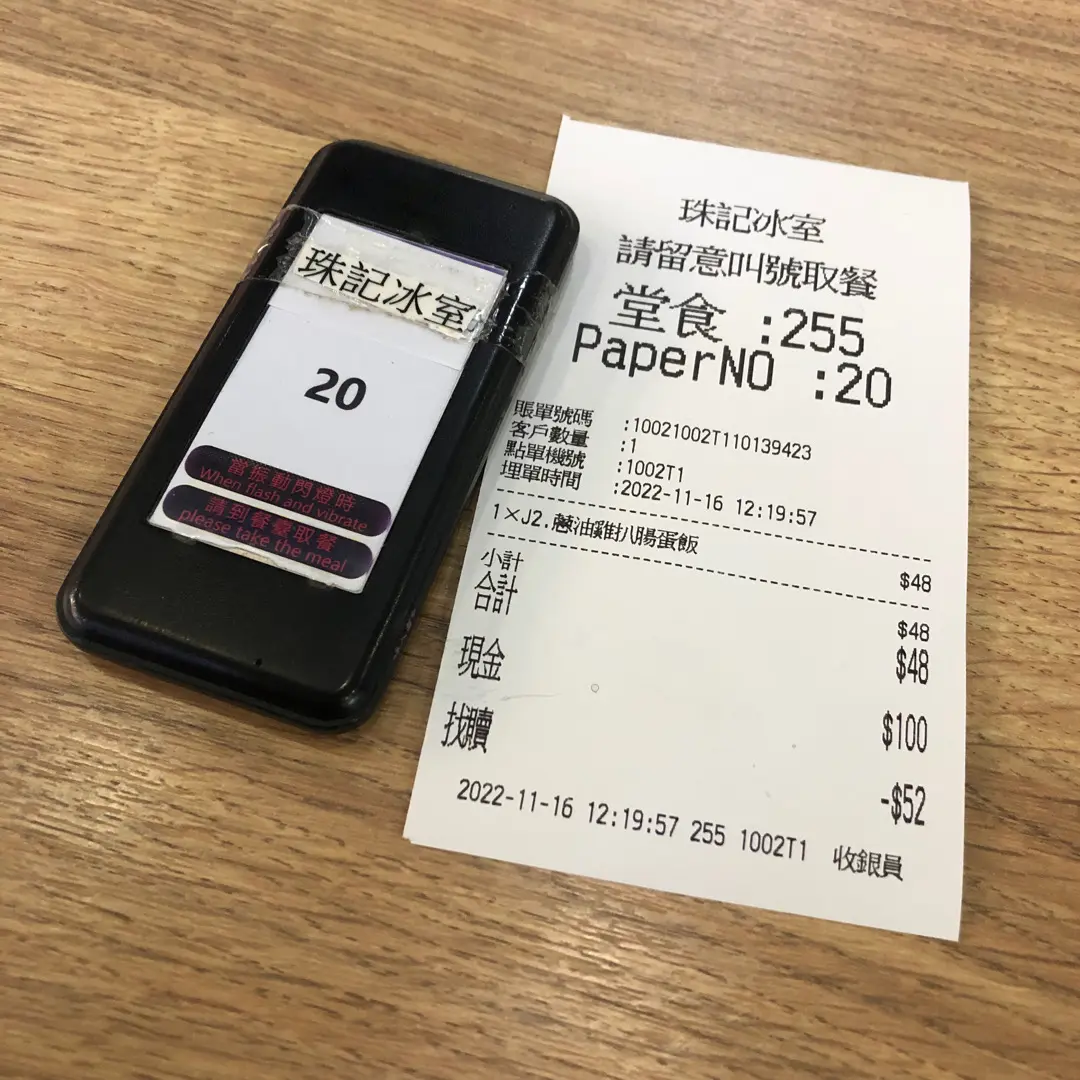 珠記冰室
20
當振動閃燈時
When flash and vibrate
請到餐臺取餐
please take the meal
珠記冰室
請留意叫號取餐
堂食 :255
PaperNO :20
賬單號碼 :10021002T110139423
客戶數量 :1
點單機號 :1002T1
埋單時間 :2022-11-16 12:19:57
1×J2.蔥油雞扒腸蛋飯 $48
小計 $48
合計 $48
現金 $100
找贖 -$52
2022-11-16 12:19:57 255 1002T1 收銀員